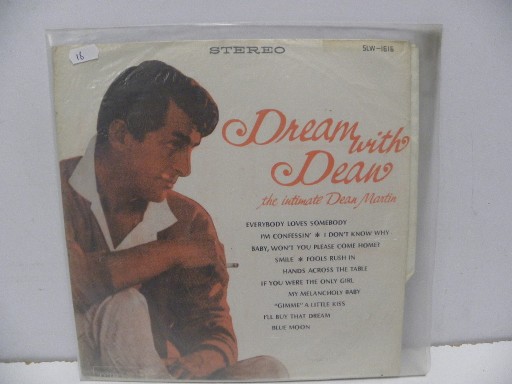 16
STEREO
SLW-1616
Dream with
Dean
the intimate Dean Martin
EVERYBODY LOVES SOMEBODY
I'M CONFESSIN' * I DON'T KNOW WHY
BABY, WON'T YOU PLEASE COME HOME?
SMILE * FOOLS RUSH IN
HANDS ACROSS THE TABLE
IF YOU WERE THE ONLY GIRL
MY MELANCHOLY BABY
"GIMME" A LITTLE KISS
I'LL BUY THAT DREAM
BLUE MOON